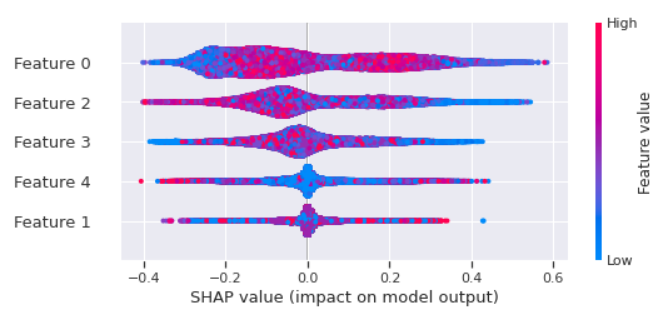 High
Feature 0
Feature 2
Feature 3
Feature 4
Feature 1
Feature value
Low
−0.4 −0.2 0.0 0.2 0.4 0.6
SHAP value (impact on model output)